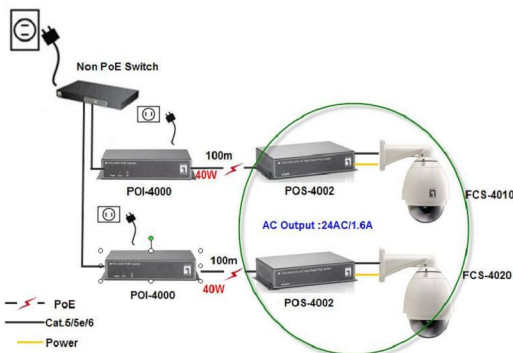 Non PoE Switch
100m
40W
POI-4000
POS-4002
FCS-4010
AC Output :24AC/1.6A
100m
40W
POI-4000
POS-4002
FCS-4020
PoE
Cat.5/5e/6
Power